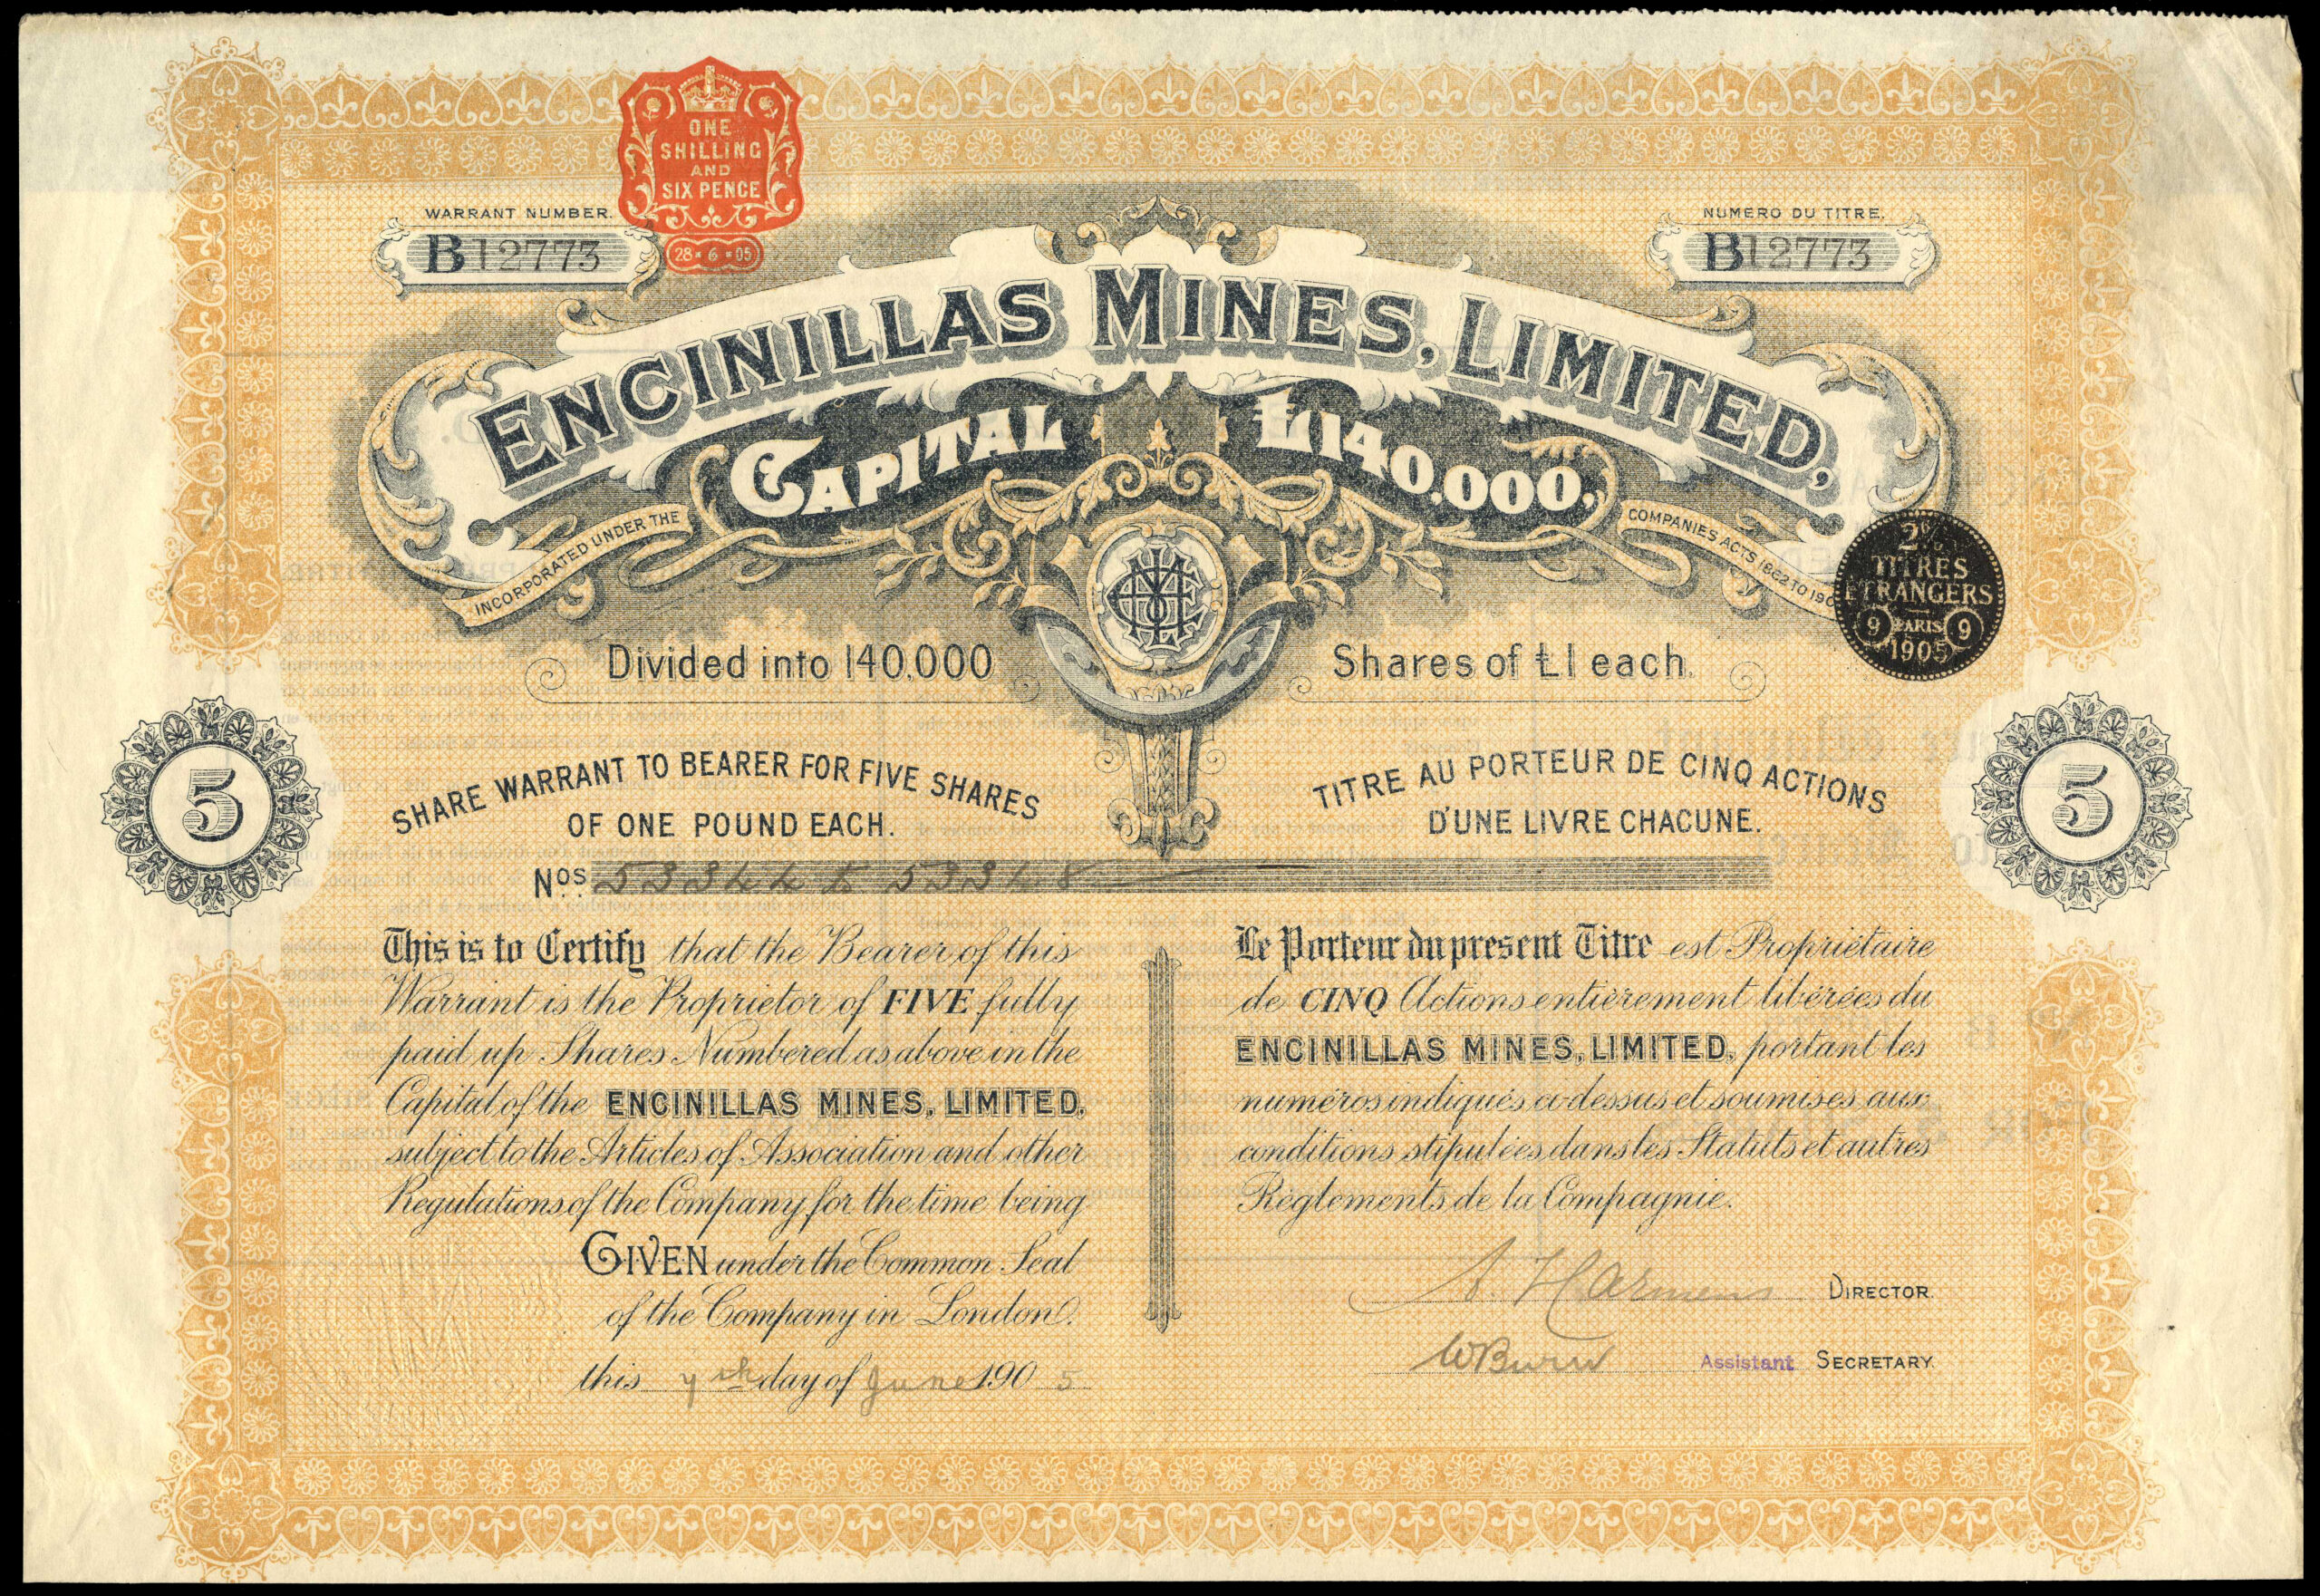 ONE
SHILLING
AND
SIX PENCE
28 · 6 · 05
WARRANT NUMBER.
B12773
NUMERO DU TITRE.
B12773
ENCINILLAS MINES, LIMITED,
CAPITAL £140,000,
INCORPORATED UNDER THE
COMPANIES ACTS 1862 TO 190
2%
TITRES
ETRANGERS
9 PARIS 9
1905
Divided into 140,000 Shares of £1 each.
5
5
SHARE WARRANT TO BEARER FOR FIVE SHARES
OF ONE POUND EACH.
TITRE AU PORTEUR DE CINQ ACTIONS
D'UNE LIVRE CHACUNE.
Nos. 53344 to 53348
This is to Certify that the Bearer of this
Warrant is the Proprietor of FIVE fully
paid up Shares Numbered as above in the
Capital of the ENCINILLAS MINES, LIMITED,
subject to the Articles of Association and other
Regulations of the Company for the time being
GIVEN under the Common Seal
of the Company in London.
this 7th day of June 1905
Le Porteur du present Titre est Propriétaire
de CINQ Actions entièrement libérées du
ENCINILLAS MINES, LIMITED, portant les
numéros indiqués ci-dessus et soumises aux
conditions stipulées dans les Statuts et autres
Règlements de la Compagnie.
DIRECTOR.
Assistant SECRETARY.